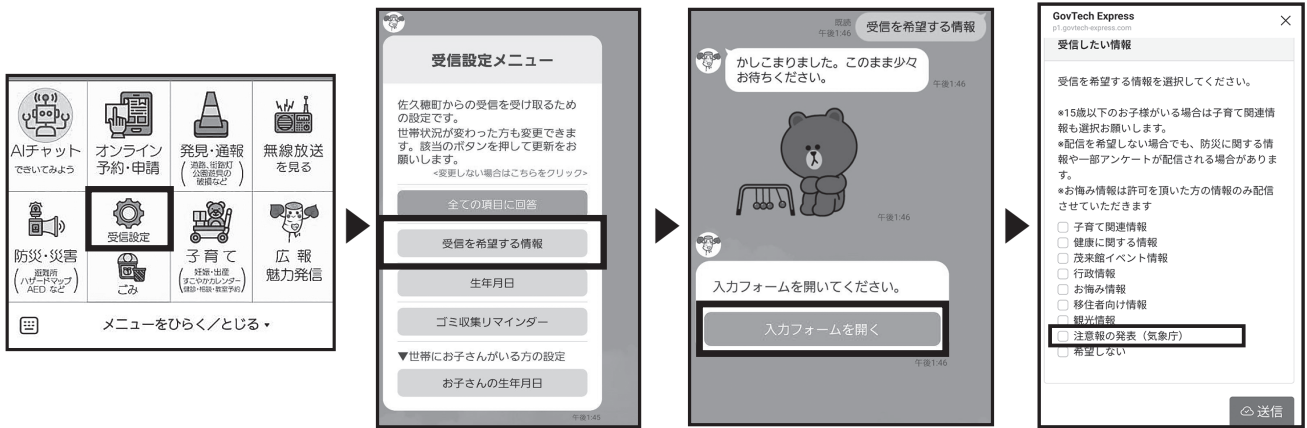 AIチャット
できいてみよう
オンライン
予約・申請
発見・通報
(道路、街路灯
公園遊具の
破損など)
無線放送
を見る
防災・災害
(避難所
ハザードマップ
AED など)
受信設定
ごみ
子育て
(妊娠・出産
すこやかカレンダー
健診・相談・教室予約)
広 報
魅力発信
メニューをひらく／とじる ▾
受信設定メニュー
佐久穂町からの受信を受け取るため
の設定です。
世帯状況が変わった方も変更できま
す。該当のボタンを押して更新をお
願いします。
<変更しない場合はこちらをクリック>
全ての項目に回答
受信を希望する情報
生年月日
ゴミ収集リマインダー
▼世帯にお子さんがいる方の設定
お子さんの生年月日
午後1:45
既読
午後1:46
受信を希望する情報
かしこまりました。このまま少々
お待ちください。
午後1:46
午後1:46
入力フォームを開いてください。
入力フォームを開く
午後1:46
GovTech Express
p1.govtech-express.com
受信したい情報
受信を希望する情報を選択してください。
※15歳以下のお子様がいる場合は子育て関連情
報も選択お願いします。
※配信を希望しない場合でも、防災に関する情
報や一部アンケートが配信される場合がありま
す。
※お悔み情報は許可を頂いた方の情報のみ配信
させていただきます
子育て関連情報
健康に関する情報
茂来館イベント情報
行政情報
お悔み情報
移住者向け情報
観光情報
注意報の発表（気象庁）
希望しない
送信